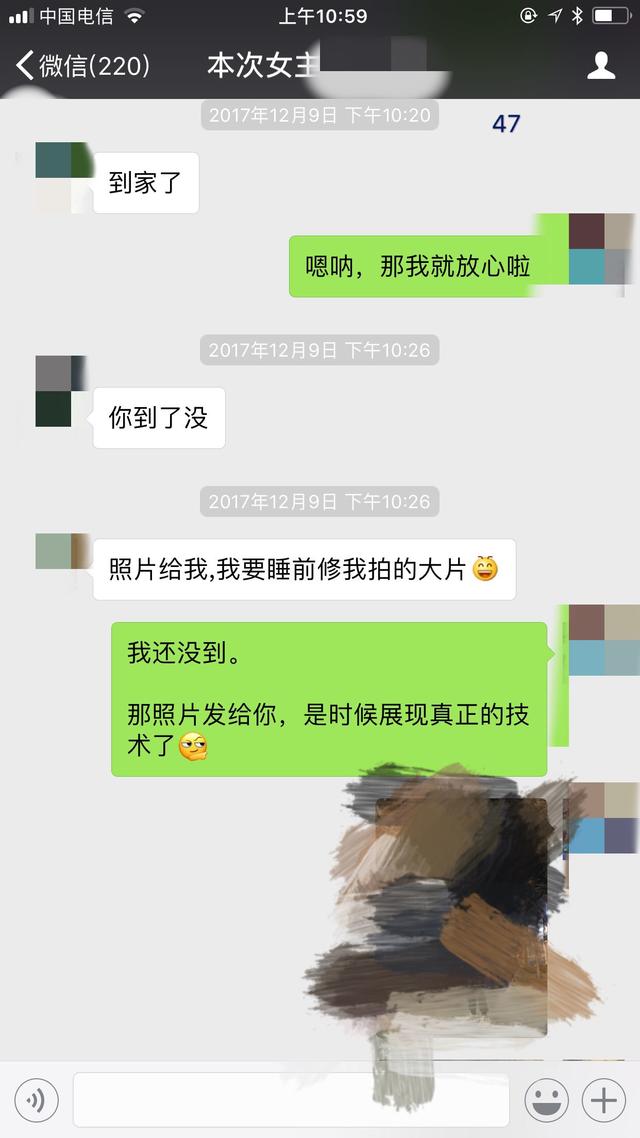 中国电信
上午10:59
微信(220)
本次女主
2017年12月9日 下午10:20
47
到家了
嗯呐，那我就放心啦
2017年12月9日 下午10:26
你到了没
2017年12月9日 下午10:26
照片给我,我要睡前修我拍的大片
我还没到。
那照片发给你，是时候展现真正的技
术了